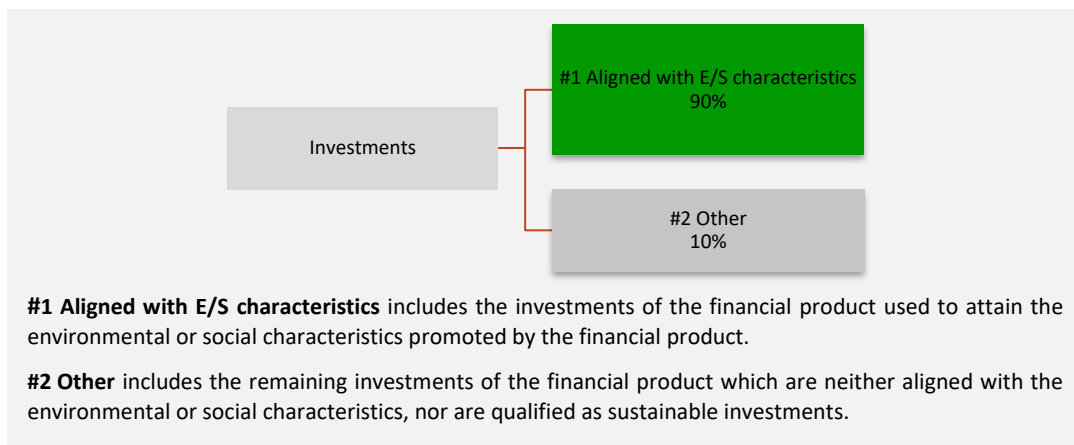 #1 Aligned with E/S characteristics
90%
Investments
#2 Other
10%
#1 Aligned with E/S characteristics includes the investments of the financial product used to attain the
environmental or social characteristics promoted by the financial product.
#2 Other includes the remaining investments of the financial product which are neither aligned with the
environmental or social characteristics, nor are qualified as sustainable investments.